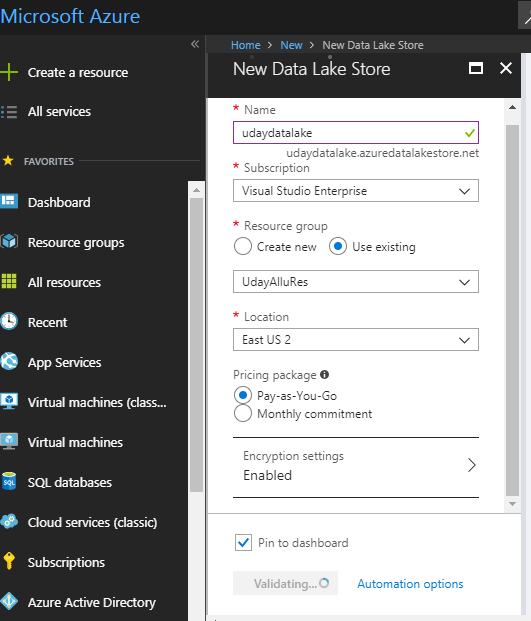 Microsoft Azure
«
Home > New > New Data Lake Store
New Data Lake Store
Create a resource
All services
FAVORITES
Dashboard
Resource groups
All resources
Recent
App Services
Virtual machines (class...
Virtual machines
SQL databases
Cloud services (classic)
Subscriptions
Azure Active Directory
* Name
udaydatalake
udaydatalake.azuredatalakestore.net
* Subscription
Visual Studio Enterprise
* Resource group
Create new Use existing
UdayAlluRes
* Location
East US 2
Pricing package
Pay-as-You-Go
Monthly commitment
Encryption settings
Enabled
Pin to dashboard
Validating... Automation options